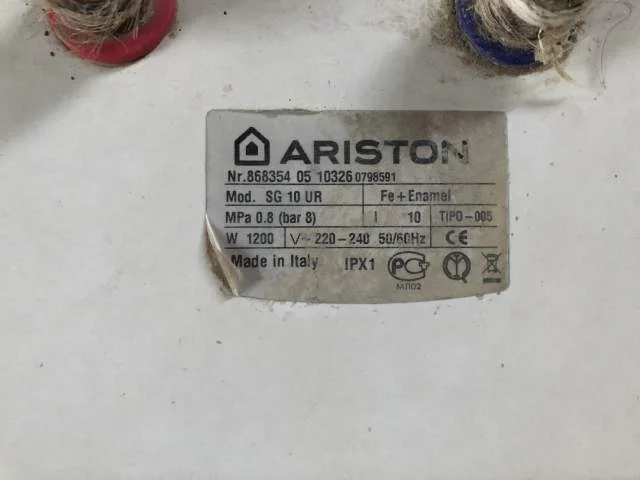 ARISTON
Nr.868354 05 10326 0798591
Mod. SG 10 UR Fe+Enamel
MPa 0.8 (bar 8) l 10 TIPO-005
W 1200 V~ 220-240 50/60Hz CE
Made in Italy IPX1 PC
МЛ02